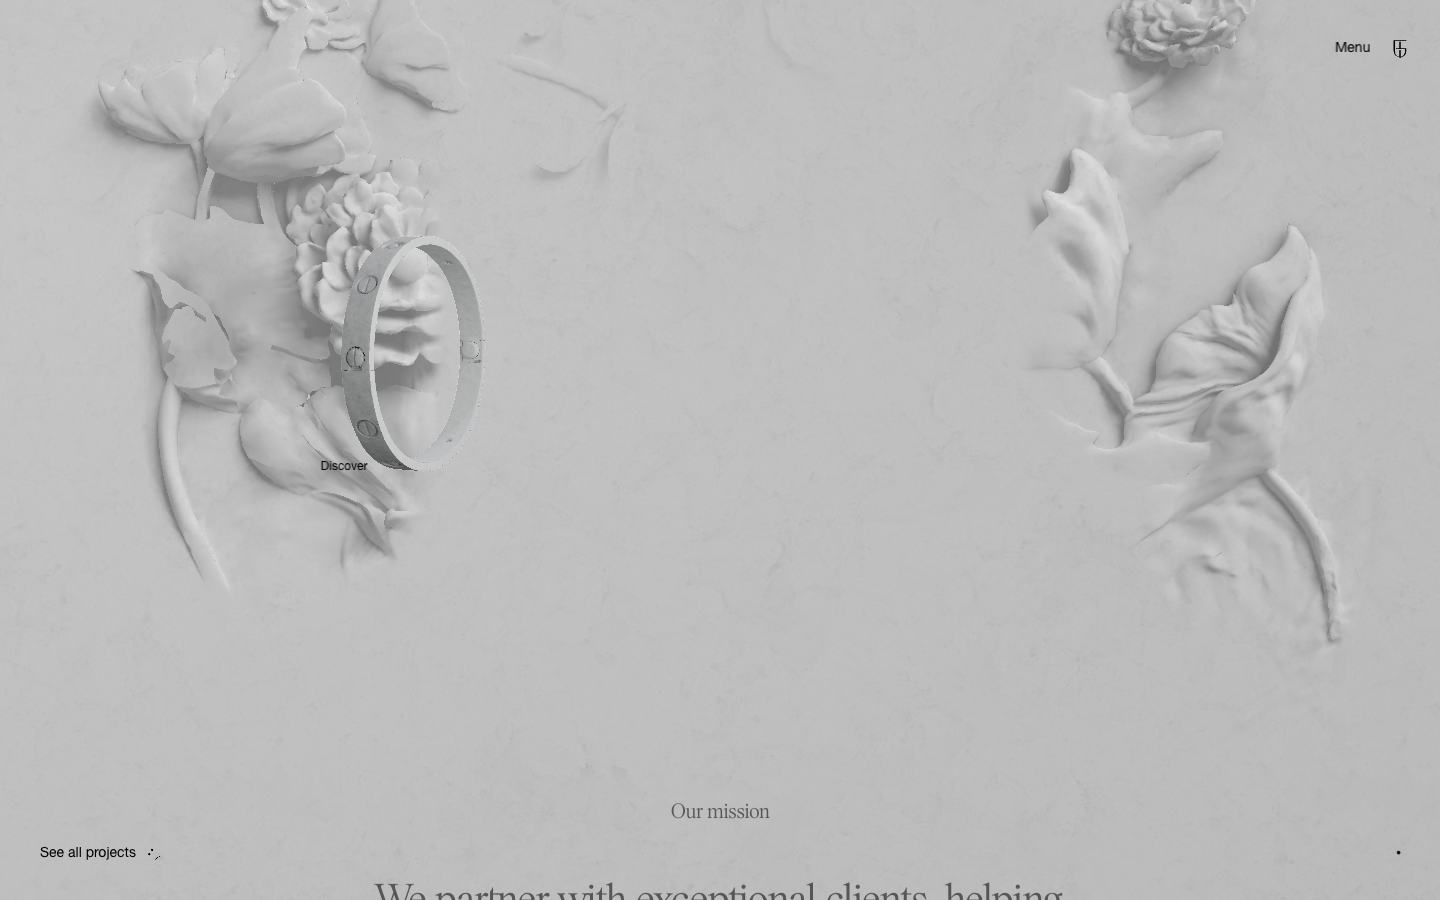 Menu
Discover
Our mission
See all projects
We partner with exceptional clients, helping